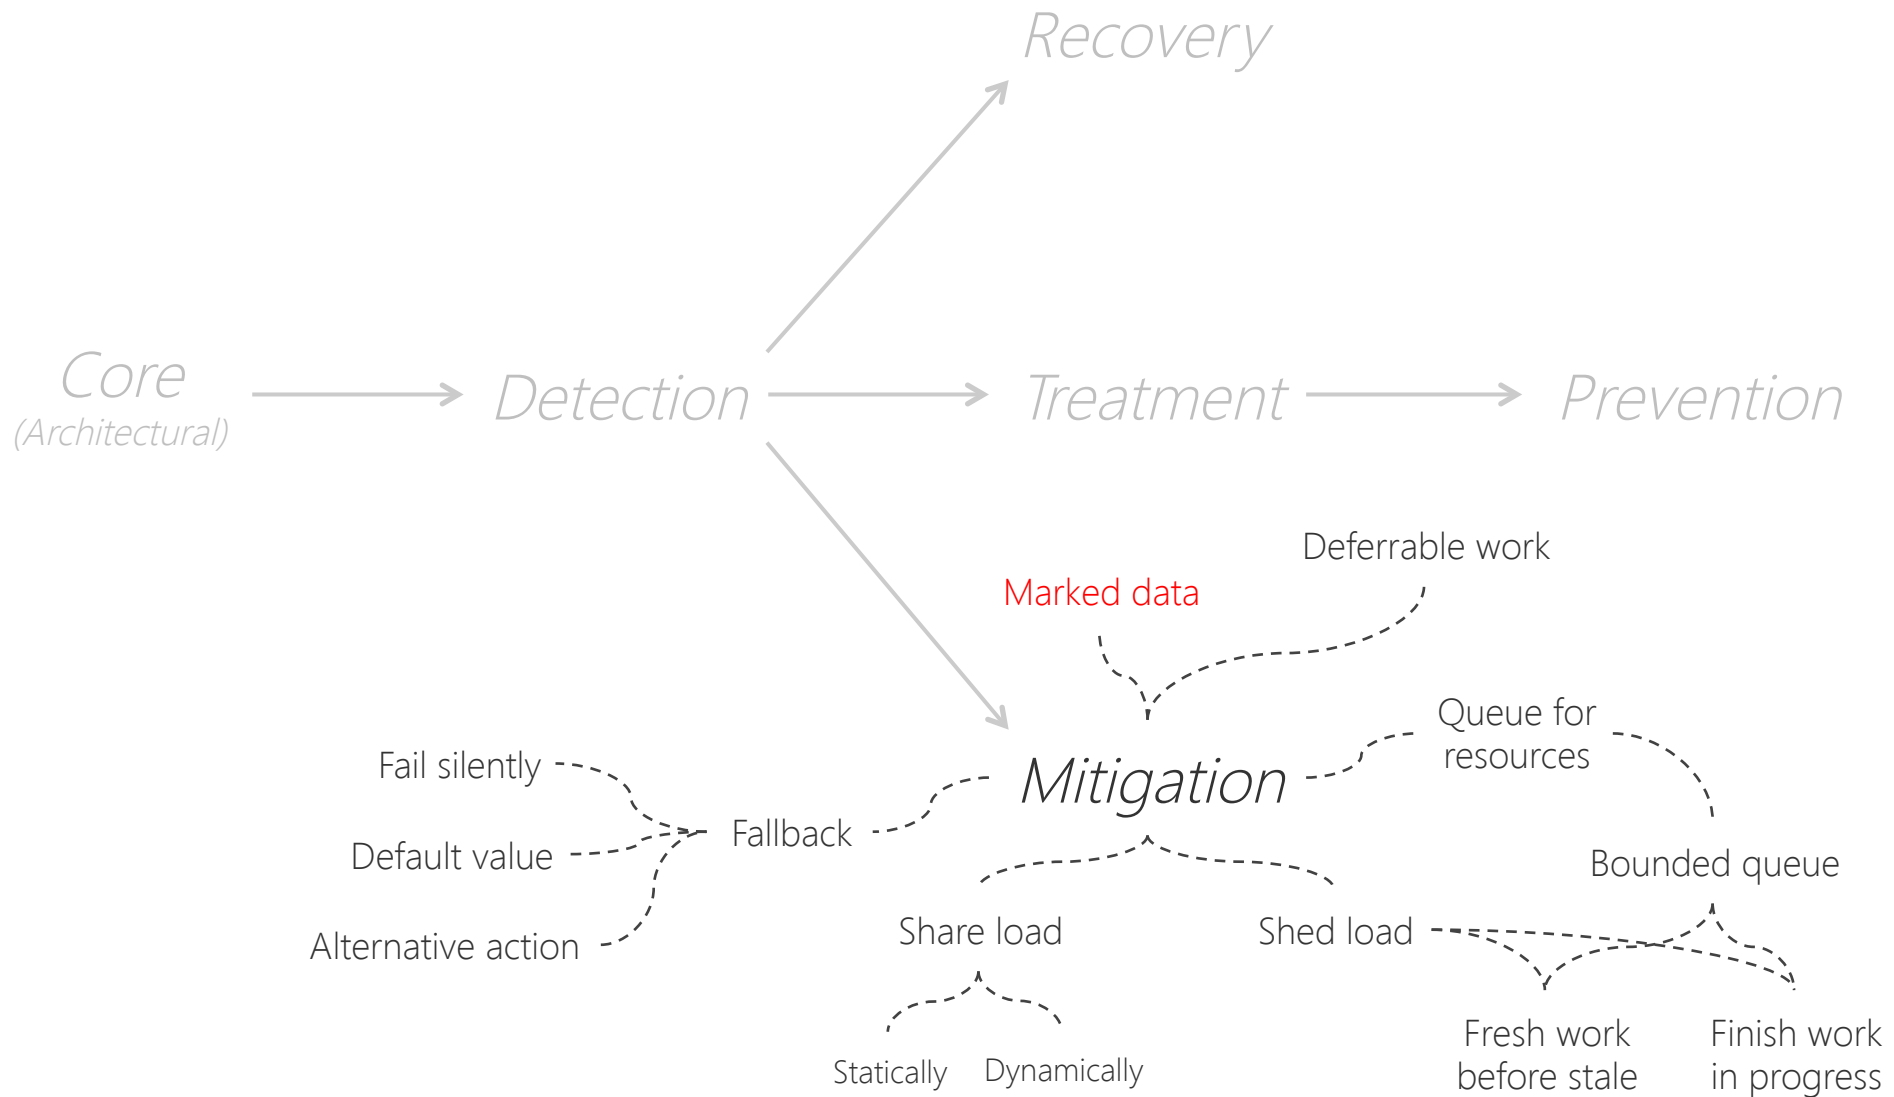 Recovery
Core
(Architectural)
Detection
Treatment
Prevention
Deferrable work
Marked data
Queue for
resources
Fail silently
Mitigation
Fallback
Default value
Bounded queue
Alternative action
Share load
Shed load
Fresh work
before stale
Finish work
in progress
Statically
Dynamically